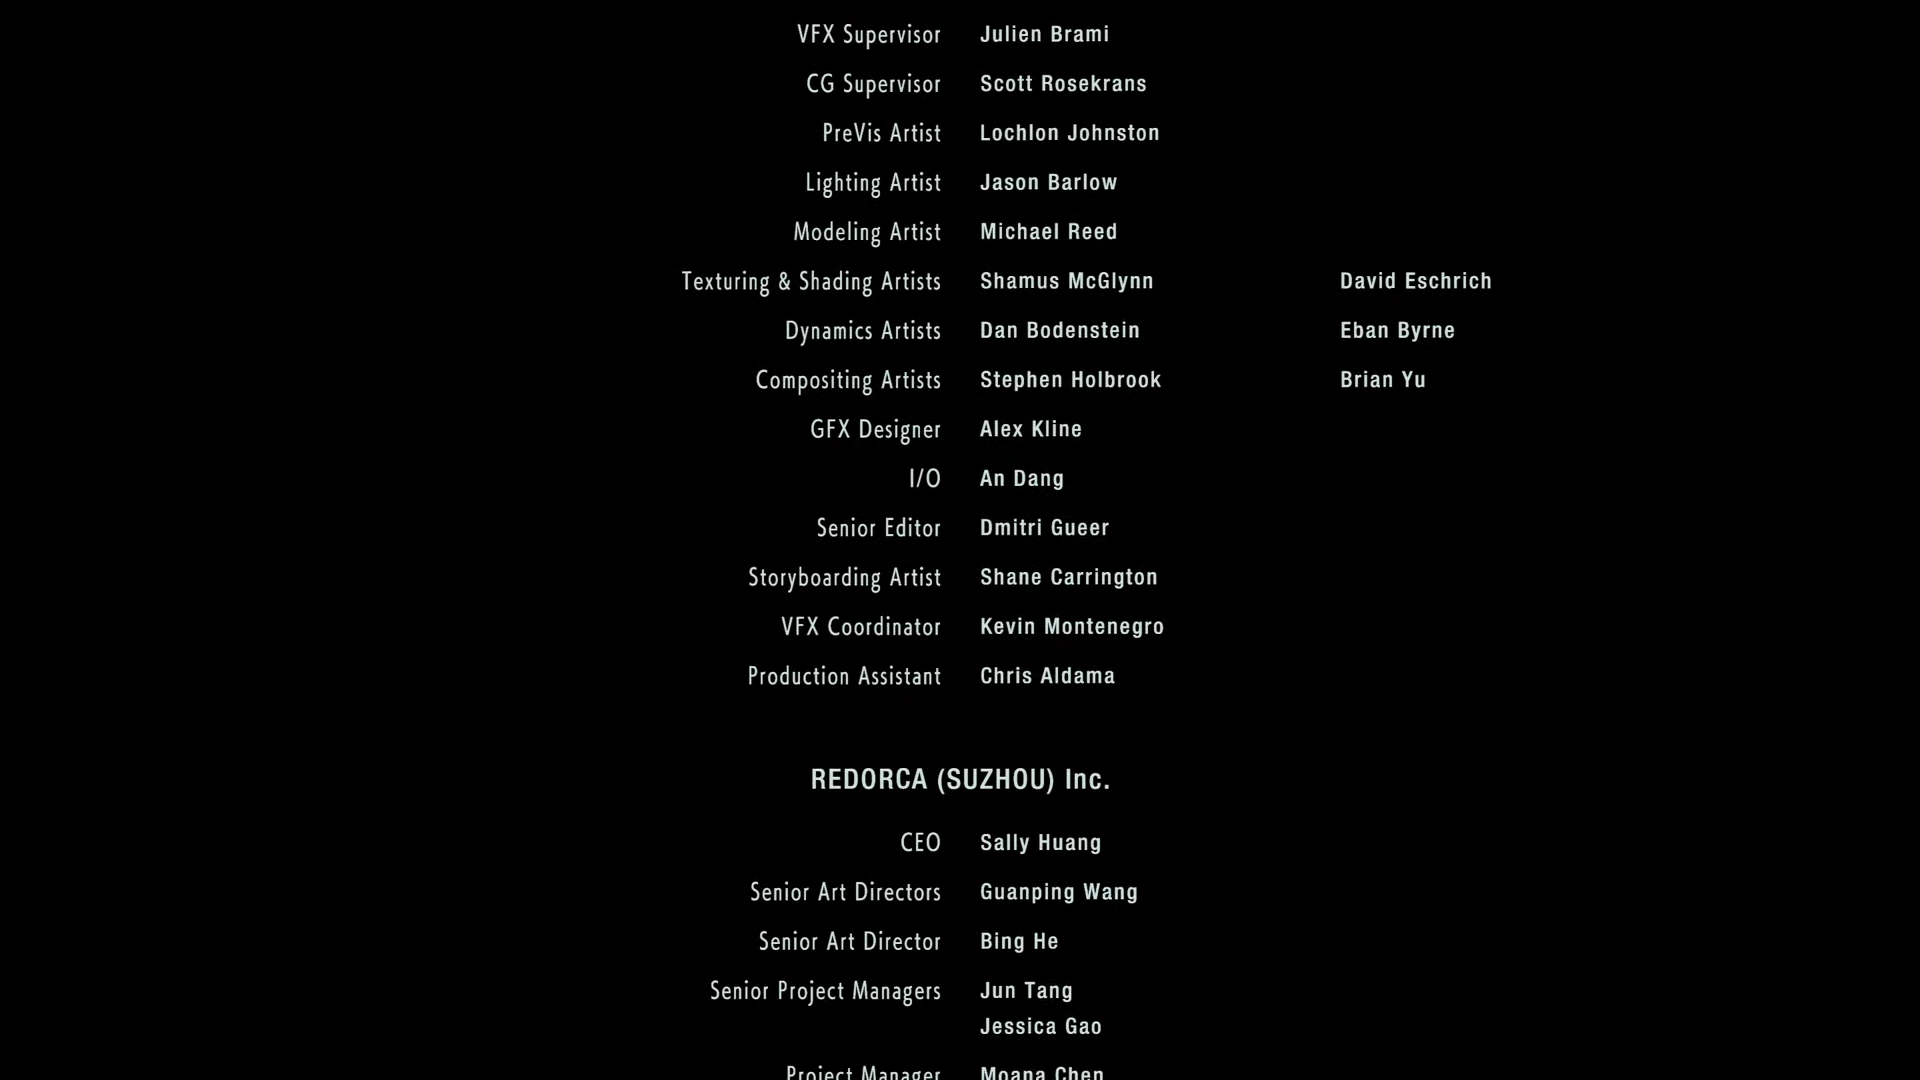 VFX Supervisor Julien Brami
CG Supervisor Scott Rosekrans
PreVis Artist Lochlon Johnston
Lighting Artist Jason Barlow
Modeling Artist Michael Reed
Texturing & Shading Artists Shamus McGlynn David Eschrich
Dynamics Artists Dan Bodenstein Eban Byrne
Compositing Artists Stephen Holbrook Brian Yu
GFX Designer Alex Kline
I/O An Dang
Senior Editor Dmitri Gueer
Storyboarding Artist Shane Carrington
VFX Coordinator Kevin Montenegro
Production Assistant Chris Aldama
REDORCA (SUZHOU) Inc.
CEO Sally Huang
Senior Art Directors Guanping Wang
Senior Art Director Bing He
Senior Project Managers Jun Tang
Jessica Gao
Project Manager Moana Chen